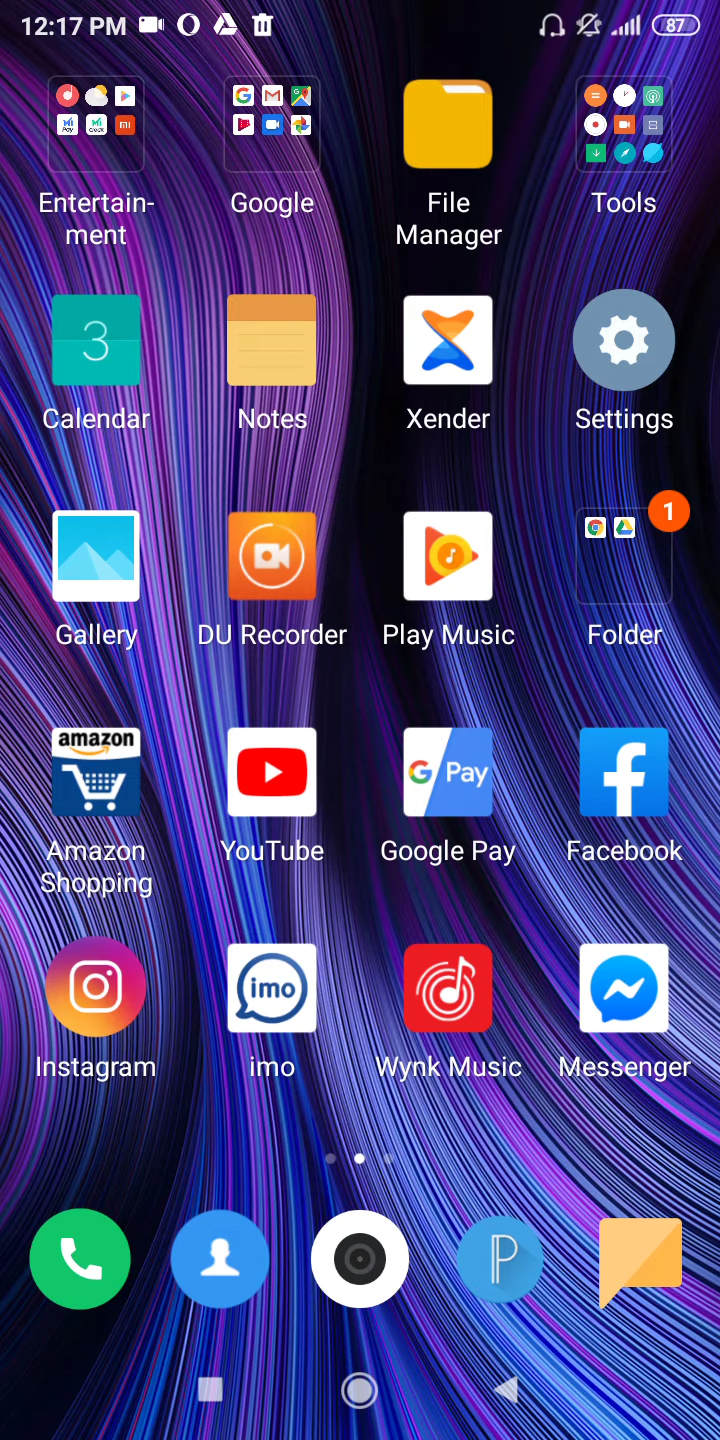 12:17 PM
87
Entertain-
ment
Google
File
Manager
Tools
3
Calendar
Notes
Xender
Settings
1
Gallery
DU Recorder
Play Music
Folder
amazon
G Pay
Amazon
Shopping
YouTube
Google Pay
Facebook
imo
Instagram
imo
Wynk Music
Messenger